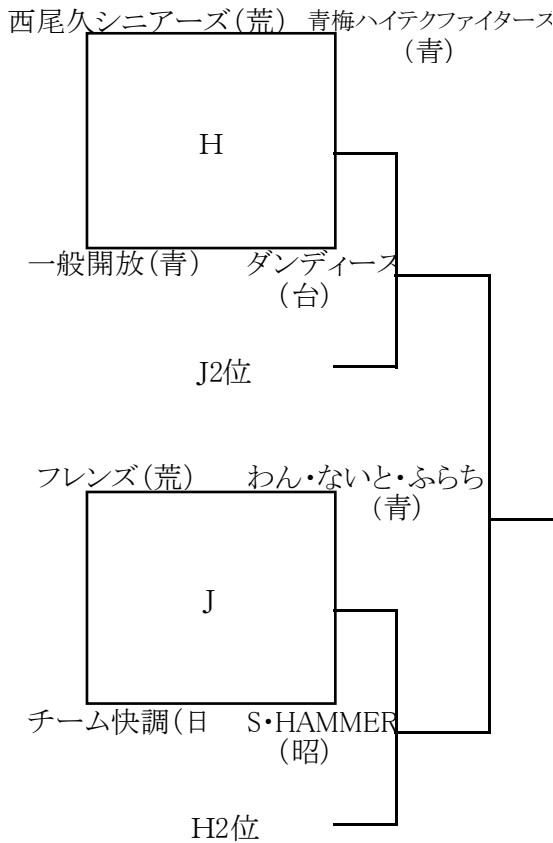 西尾久シニアーズ(荒) 青梅ハイテクファイターズ
(青)
H
一般開放(青) ダンディーズ
(台)
J2位
フレンズ(荒) わん・ないと・ふらち
(青)
J
チーム快調(日 S・HAMMER
(昭)
H2位